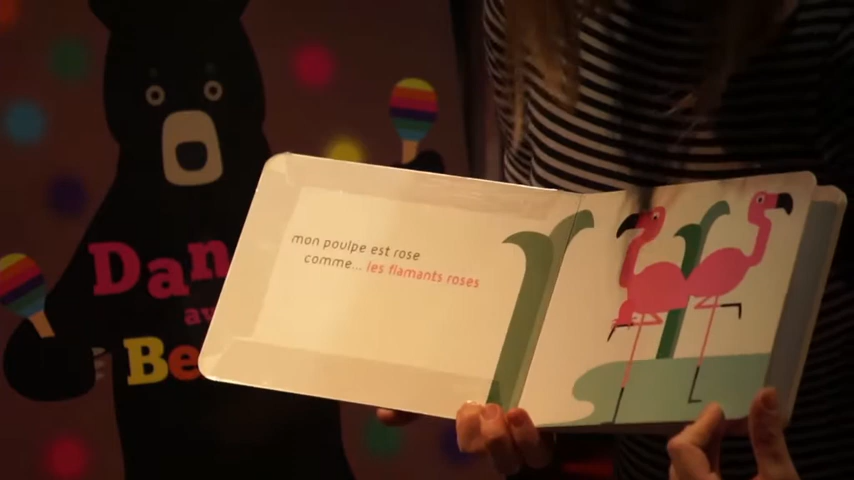 mon poulpe est rose
comme... les flamants roses
Dan
Be